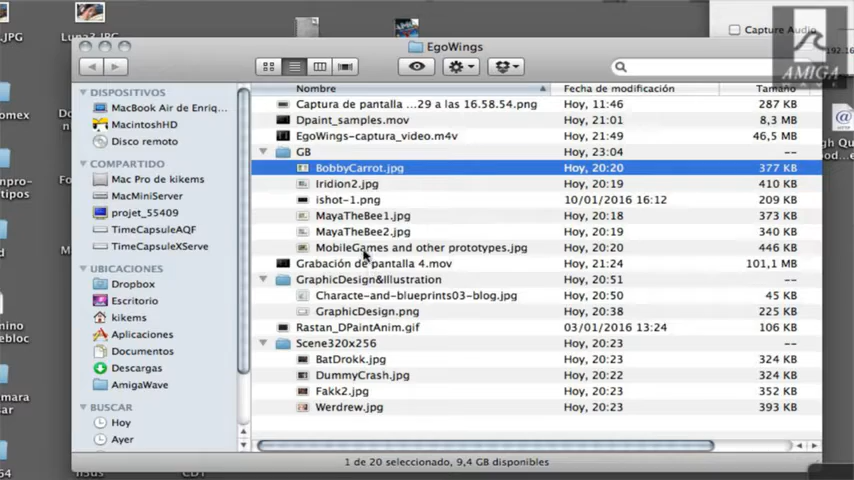 .JPG
Luna3.JPG
Capture Audio
192.16
AMIGA
EgoWings
Nombre
Fecha de modificación
Tamaño
DISPOSITIVOS
MacBook Air de Enriq...
MacintoshHD
Disco remoto
COMPARTIDO
Mac Pro de kikems
MacMiniServer
projet_55409
TimeCapsuleAQF
TimeCapsuleXServe
UBICACIONES
Dropbox
Escritorio
kikems
Aplicaciones
Documentos
Descargas
AmigaWave
BUSCAR
Hoy
Ayer
Captura de pantalla ...29 a las 16.58.54.png Hoy, 11:46 287 KB
Dpaint_samples.mov Hoy, 21:01 8,3 MB
EgoWings-captura_video.m4v Hoy, 21:49 46,5 MB
GB Hoy, 23:04 --
BobbyCarrot.jpg Hoy, 20:20 377 KB
Iridion2.jpg Hoy, 20:19 410 KB
ishot-1.png 10/01/2016 16:12 209 KB
MayaTheBee1.jpg Hoy, 20:18 373 KB
MayaTheBee2.jpg Hoy, 20:19 340 KB
MobileGames and other prototypes.jpg Hoy, 20:20 446 KB
Grabación de pantalla 4.mov Hoy, 21:24 101,1 MB
GraphicDesign&Illustration Hoy, 20:51 --
Characte-and-blueprints03-blog.jpg Hoy, 20:50 45 KB
GraphicDesign.png Hoy, 20:38 225 KB
Rastan_DPaintAnim.gif 03/01/2016 13:24 106 KB
Scene320x256 Hoy, 20:23 --
BatDrokk.jpg Hoy, 20:23 324 KB
DummyCrash.jpg Hoy, 20:22 324 KB
Fakk2.jpg Hoy, 20:23 352 KB
Werdrew.jpg Hoy, 20:23 393 KB
1 de 20 seleccionado, 9,4 GB disponibles